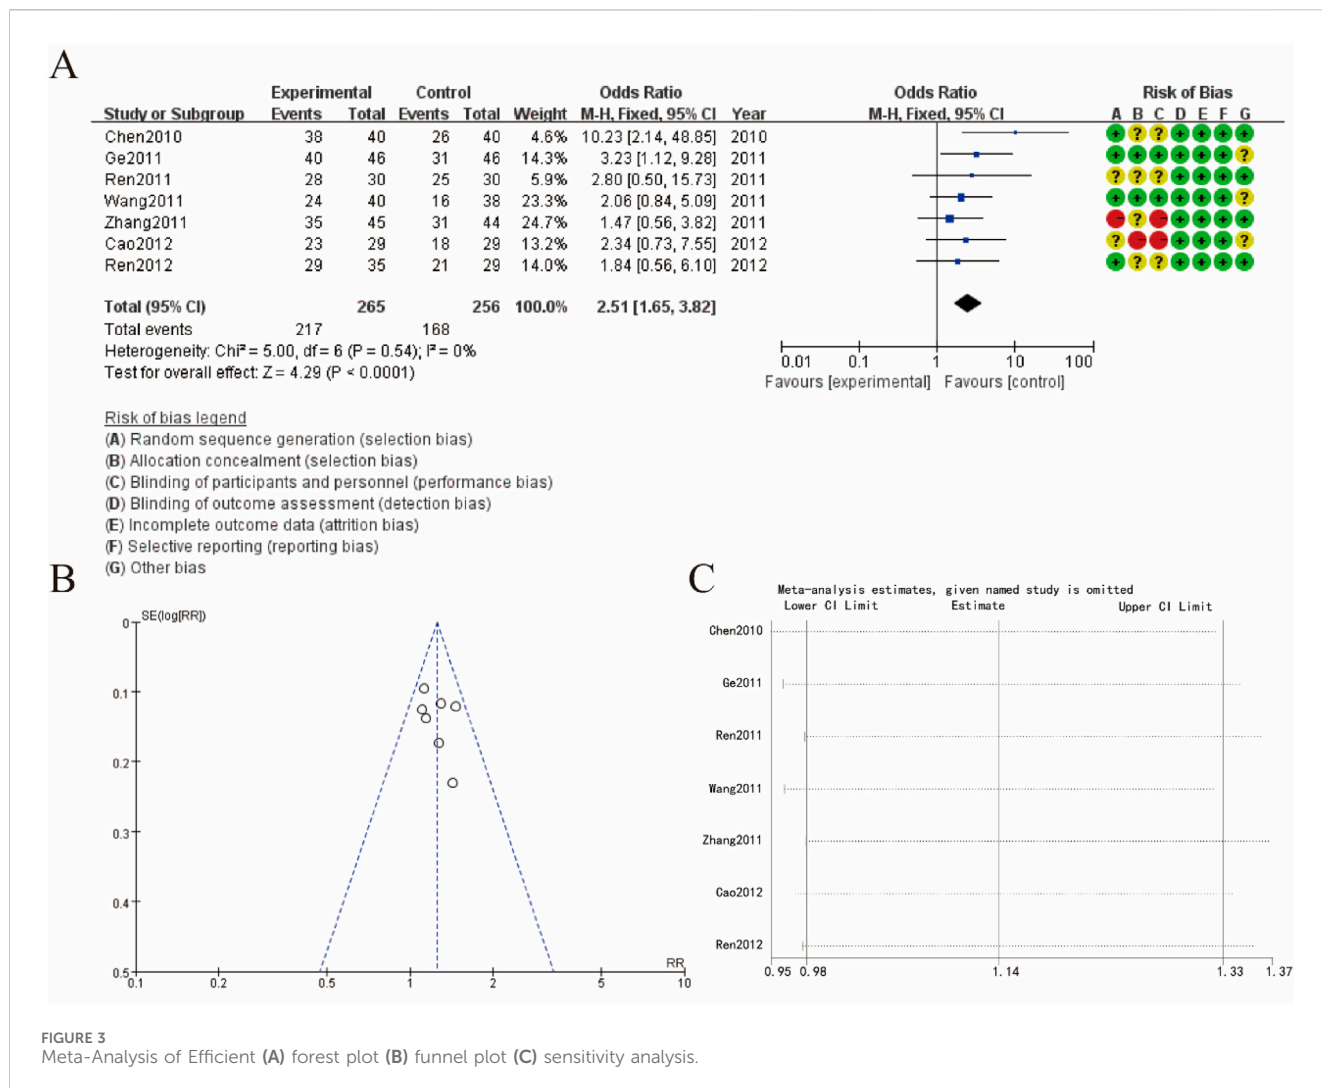 A
Experimental Control Odds Ratio Odds Ratio Risk of Bias
Study or Subgroup Events Total Events Total Weight M-H, Fixed, 95% CI Year M-H, Fixed, 95% CI A B C D E F G
Chen2010 38 40 26 40 4.6% 10.23 [2.14, 48.85] 2010 + ? ? + + + +
Ge2011 40 46 31 46 14.3% 3.23 [1.12, 9.28] 2011 + + + + + + ?
Ren2011 28 30 25 30 5.9% 2.80 [0.50, 15.73] 2011 ? ? ? + + + +
Wang2011 24 40 16 38 23.3% 2.06 [0.84, 5.09] 2011 + + + + + + ?
Zhang2011 35 45 31 44 24.7% 1.47 [0.56, 3.82] 2011 - ? - + + + +
Cao2012 23 29 18 29 13.2% 2.34 [0.73, 7.55] 2012 ? - - + + + ?
Ren2012 29 35 21 29 14.0% 1.84 [0.56, 6.10] 2012 + ? ? + + + +
Total (95% CI) 265 256 100.0% 2.51 [1.65, 3.82]
Total events 217 168
Heterogeneity: Chi² = 5.00, df = 6 (P = 0.54); I² = 0%
Test for overall effect: Z = 4.29 (P < 0.0001)
0.01 0.1 1 10 100
Favours [experimental] Favours [control]
Risk of bias legend
(A) Random sequence generation (selection bias)
(B) Allocation concealment (selection bias)
(C) Blinding of participants and personnel (performance bias)
(D) Blinding of outcome assessment (detection bias)
(E) Incomplete outcome data (attrition bias)
(F) Selective reporting (reporting bias)
(G) Other bias
B
SE(log[RR])
0
0.1
0.2
0.3
0.4
0.5
RR
0.1 0.2 0.5 1 2 5 10
C
Meta-analysis estimates, given named study is omitted
Lower CI Limit Estimate Upper CI Limit
Chen2010
Ge2011
Ren2011
Wang2011
Zhang2011
Cao2012
Ren2012
0.95 0.98 1.14 1.33 1.37
FIGURE 3
Meta-Analysis of Efficient (A) forest plot (B) funnel plot (C) sensitivity analysis.